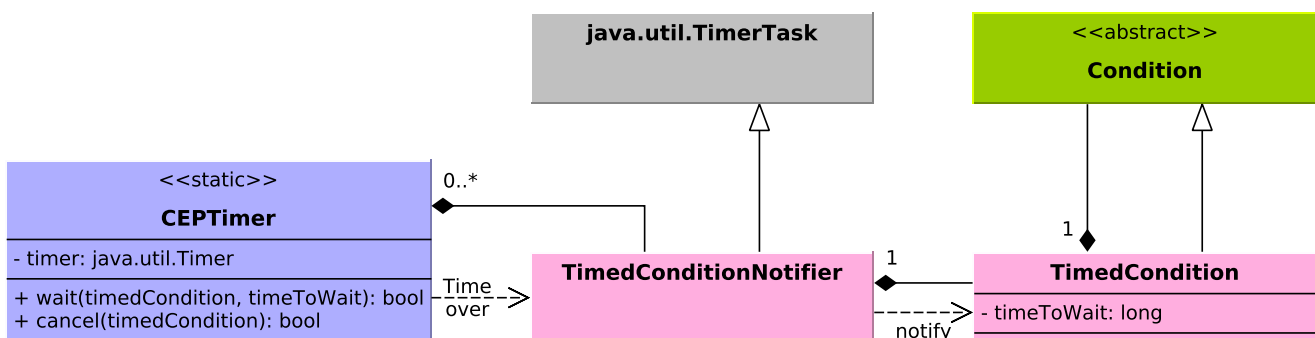 java.util.TimerTask
<<abstract>>
Condition
<<static>>
CEPTimer
- timer: java.util.Timer
+ wait(timedCondition, timeToWait): bool
+ cancel(timedCondition): bool
0..*
Time
over
TimedConditionNotifier
1
notify
1
TimedCondition
- timeToWait: long